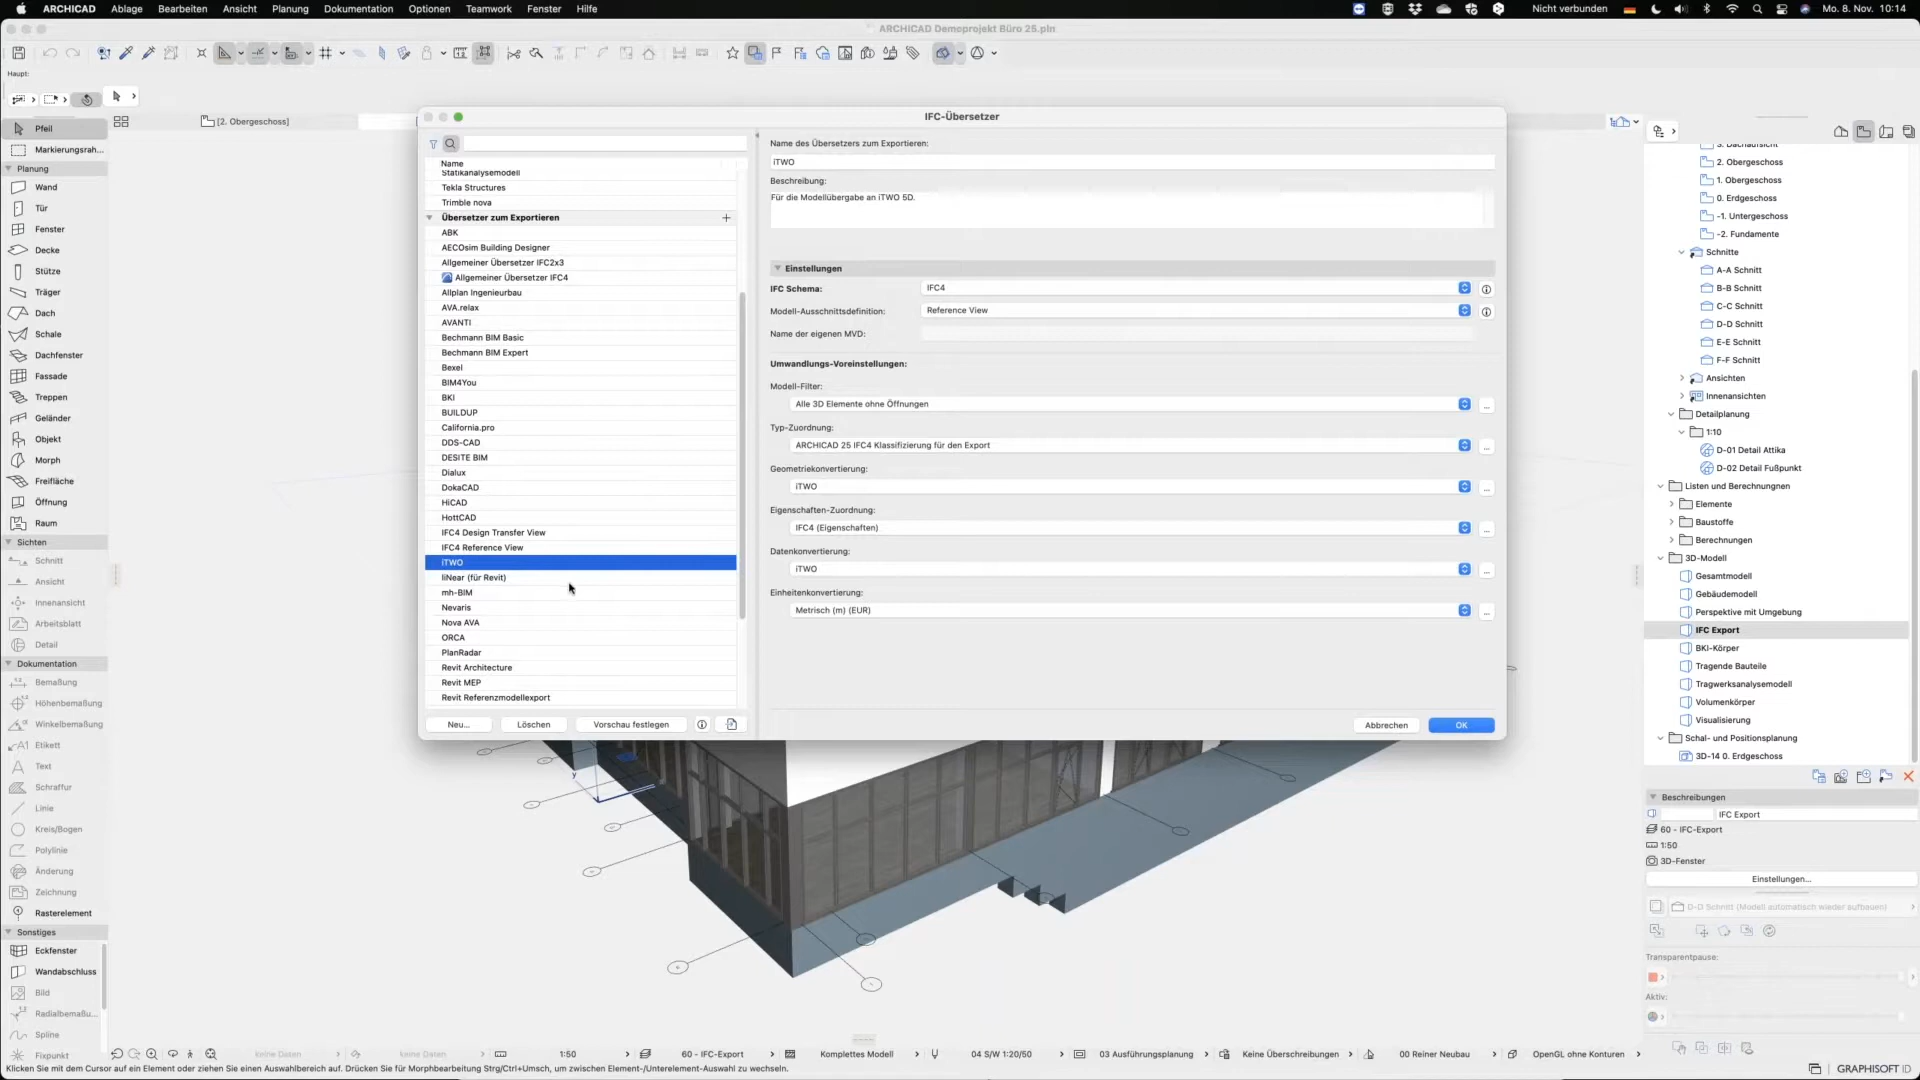 ARCHICAD Ablage Bearbeiten Ansicht Planung Dokumentation Optionen Teamwork Fenster Hilfe
Nicht verbunden Mo. 8. Nov. 10:14
ARCHICAD Demoprojekt Büro 25.pln
Haupt:
[2. Obergeschoss]
Pfeil
Markierungsrah...
Planung
Wand
Tür
Fenster
Decke
Stütze
Träger
Dach
Schale
Dachfenster
Fassade
Treppen
Geländer
Objekt
Morph
Freifläche
Öffnung
Raum
Sichten
Schnitt
Ansicht
Innenansicht
Arbeitsblatt
Detail
Dokumentation
Bemaßung
Höhenbemaßung
Winkelbemaßung
Etikett
Text
Schraffur
Linie
Kreis/Bogen
Polylinie
Änderung
Zeichnung
Rasterelement
Sonstiges
Eckfenster
Wandabschluss
Bild
Radialbemaßu...
Spline
Fixpunkt
IFC-Übersetzer
Name
Statikanalysemodell
Tekla Structures
Trimble nova
Übersetzer zum Exportieren
ABK
AECOsim Building Designer
Allgemeiner Übersetzer IFC2x3
Allgemeiner Übersetzer IFC4
Allplan Ingenieurbau
AVA.relax
AVANTI
Bechmann BIM Basic
Bechmann BIM Expert
Bexel
BIM4You
BKI
BUILDUP
California.pro
DDS-CAD
DESITE BIM
Dialux
DokaCAD
HiCAD
HottCAD
IFC4 Design Transfer View
IFC4 Reference View
iTWO
liNear (für Revit)
mh-BIM
Nevaris
Nova AVA
ORCA
PlanRadar
Revit Architecture
Revit MEP
Revit Referenzmodellexport
Neu... Löschen Vorschau festlegen
Name des Übersetzers zum Exportieren:
iTWO
Beschreibung:
Für die Modellübergabe an iTWO 5D.
Einstellungen
IFC Schema: IFC4
Modell-Ausschnittsdefinition: Reference View
Name der eigenen MVD:
Umwandlungs-Voreinstellungen:
Modell-Filter:
Alle 3D Elemente ohne Öffnungen ...
Typ-Zuordnung:
ARCHICAD 25 IFC4 Klassifizierung für den Export ...
Geometriekonvertierung:
iTWO ...
Eigenschaften-Zuordnung:
IFC4 (Eigenschaften) ...
Datenkonvertierung:
iTWO ...
Einheitenkonvertierung:
Metrisch (m) (EUR) ...
Abbrechen OK
3. Dachaufsicht
2. Obergeschoss
1. Obergeschoss
0. Erdgeschoss
-1. Untergeschoss
-2. Fundamente
Schnitte
A-A Schnitt
B-B Schnitt
C-C Schnitt
D-D Schnitt
E-E Schnitt
F-F Schnitt
Ansichten
Innenansichten
Detailplanung
1:10
D-01 Detail Attika
D-02 Detail Fußpunkt
Listen und Berechnungnen
Elemente
Baustoffe
Berechnungen
3D-Modell
Gesamtmodell
Gebäudemodell
Perspektive mit Umgebung
IFC Export
BKI-Körper
Tragende Bauteile
Tragwerksanalysemodell
Volumenkörper
Visualisierung
Schal- und Positionsplanung
3D-14 0. Erdgeschoss
Beschreibungen
IFC Export
60 - IFC-Export
1:50
3D-Fenster
Einstellungen...
D-D Schnitt (Modell automatisch wieder aufbauen)
Transparentpause:
Aktiv:
y
keine Daten keine Daten 1:50 60 - IFC-Export Komplettes Modell 04 S/W 1:20/50 03 Ausführungsplanung Keine Überschreibungen 00 Reiner Neubau OpenGL ohne Konturen
Klicken Sie mit dem Cursor auf ein Element oder ziehen Sie einen Auswahlbereich auf. Drücken Sie für Morphbearbeitung Strg/Ctrl+Umsch, um zwischen Element-/Unterelement-Auswahl zu wechseln.
GRAPHISOFT ID